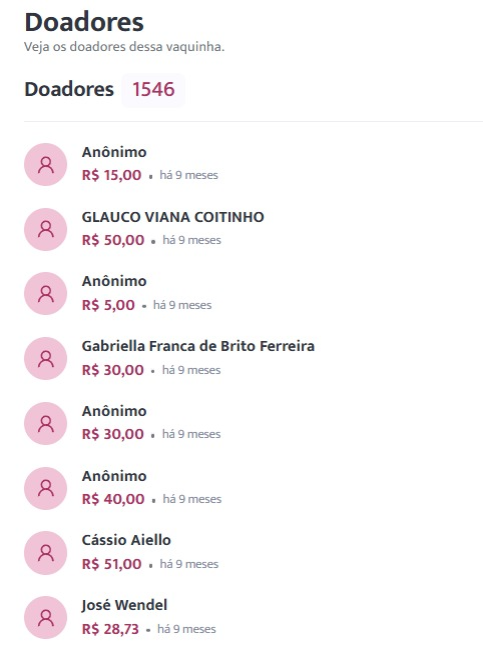 Doadores
Veja os doadores dessa vaquinha.
Doadores 1546
Anônimo
R$ 15,00 • há 9 meses
GLAUCO VIANA COITINHO
R$ 50,00 • há 9 meses
Anônimo
R$ 5,00 • há 9 meses
Gabriella Franca de Brito Ferreira
R$ 30,00 • há 9 meses
Anônimo
R$ 30,00 • há 9 meses
Anônimo
R$ 40,00 • há 9 meses
Cássio Aiello
R$ 51,00 • há 9 meses
José Wendel
R$ 28,73 • há 9 meses